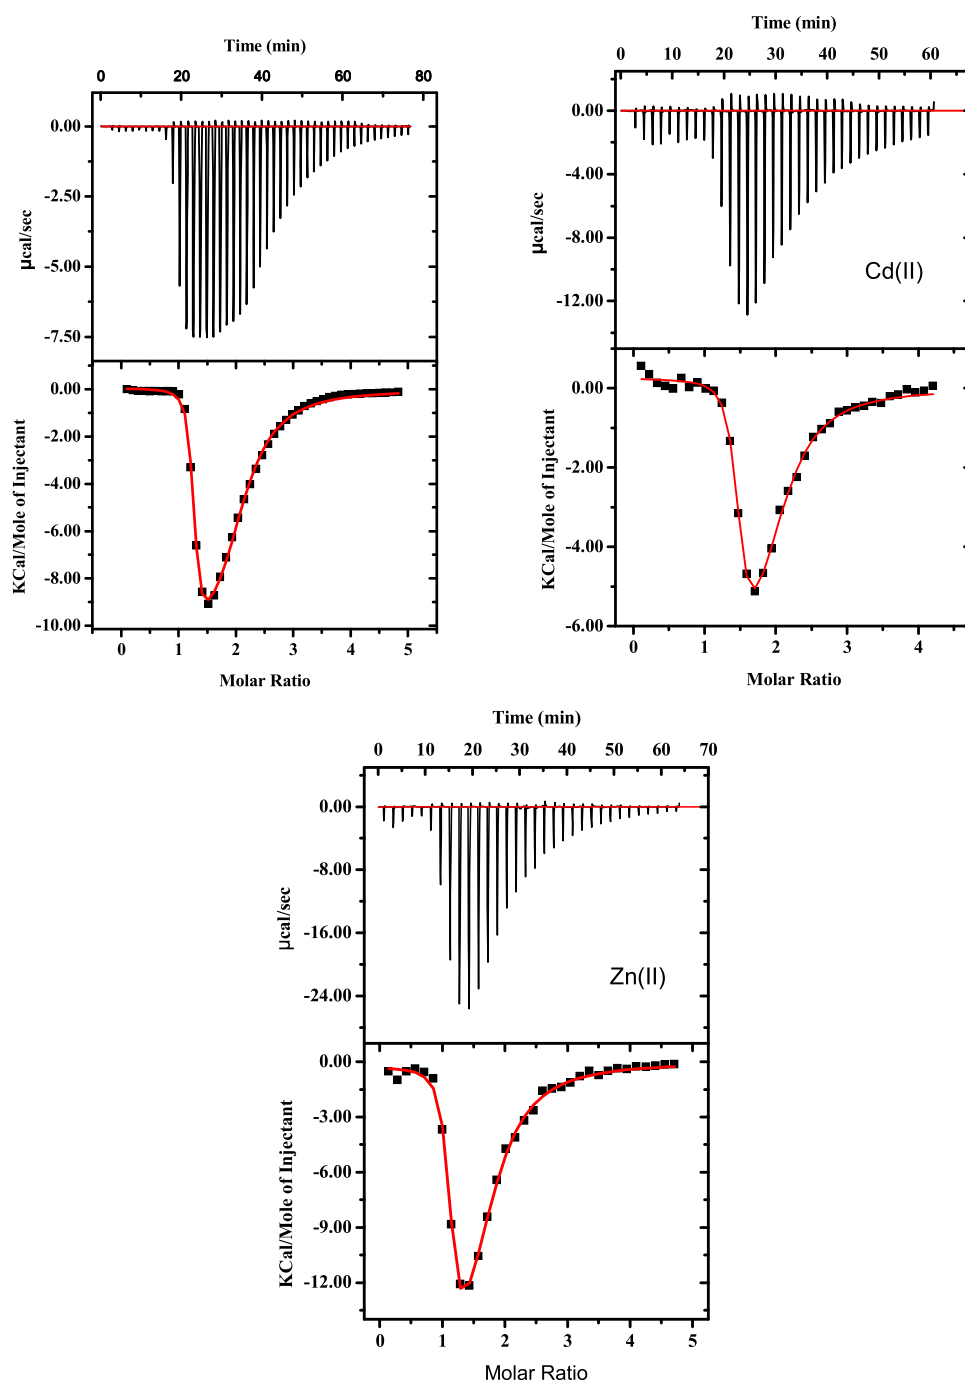 Time (min)
0 20 40 60 80
0.00
-2.50
-5.00
-7.50
µcal/sec
0.00
-2.00
-4.00
-6.00
-8.00
-10.00
KCal/Mole of Injectant
0 1 2 3 4 5
Molar Ratio
Time (min)
0 10 20 30 40 50 60
0.00
-4.00
-8.00
-12.00
µcal/sec
Cd(II)
0.00
-2.00
-4.00
-6.00
KCal/Mole of Injectant
0 1 2 3 4
Molar Ratio
Time (min)
0 10 20 30 40 50 60 70
0.00
-8.00
-16.00
-24.00
µcal/sec
Zn(II)
0.00
-3.00
-6.00
-9.00
-12.00
KCal/Mole of Injectant
0 1 2 3 4 5
Molar Ratio